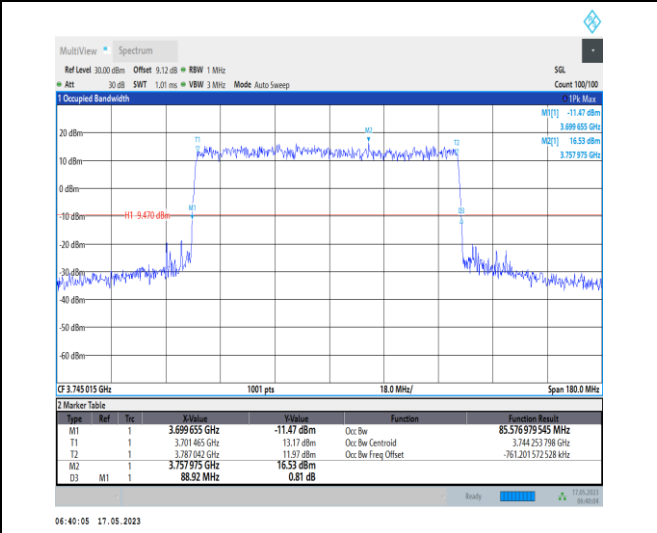 MultiView Spectrum
Ref Level 30.00 dBm Offset 9.12 dB RBW 1 MHz SGL
Att 30 dB SWT 1.01 ms VBW 3 MHz Mode Auto Sweep Count 100/100
1 Occupied Bandwidth 1Pk Max
M1[1] -11.47 dBm
3.699 655 GHz
M2[1] 16.53 dBm
3.757 975 GHz
20 dBm
10 dBm
0 dBm
-10 dBm
-20 dBm
-30 dBm
-40 dBm
-50 dBm
-60 dBm
T1
M2
T2
M1
D3
H1 -9.470 dBm
CF 3.745 015 GHz 1001 pts 18.0 MHz/ Span 180.0 MHz
2 Marker Table
Type Ref Trc X-Value Y-Value Function Function Result
M1 1 3.699 655 GHz -11.47 dBm Occ Bw 85.576 979 545 MHz
T1 1 3.701 465 GHz 13.17 dBm Occ Bw Centroid 3.744 253 798 GHz
T2 1 3.787 042 GHz 11.97 dBm Occ Bw Freq Offset -761.201 572 528 kHz
M2 1 3.757 975 GHz 16.53 dBm
D3 M1 1 88.92 MHz 0.81 dB
Ready 17.05.2023
06:40:04
06:40:05 17.05.2023